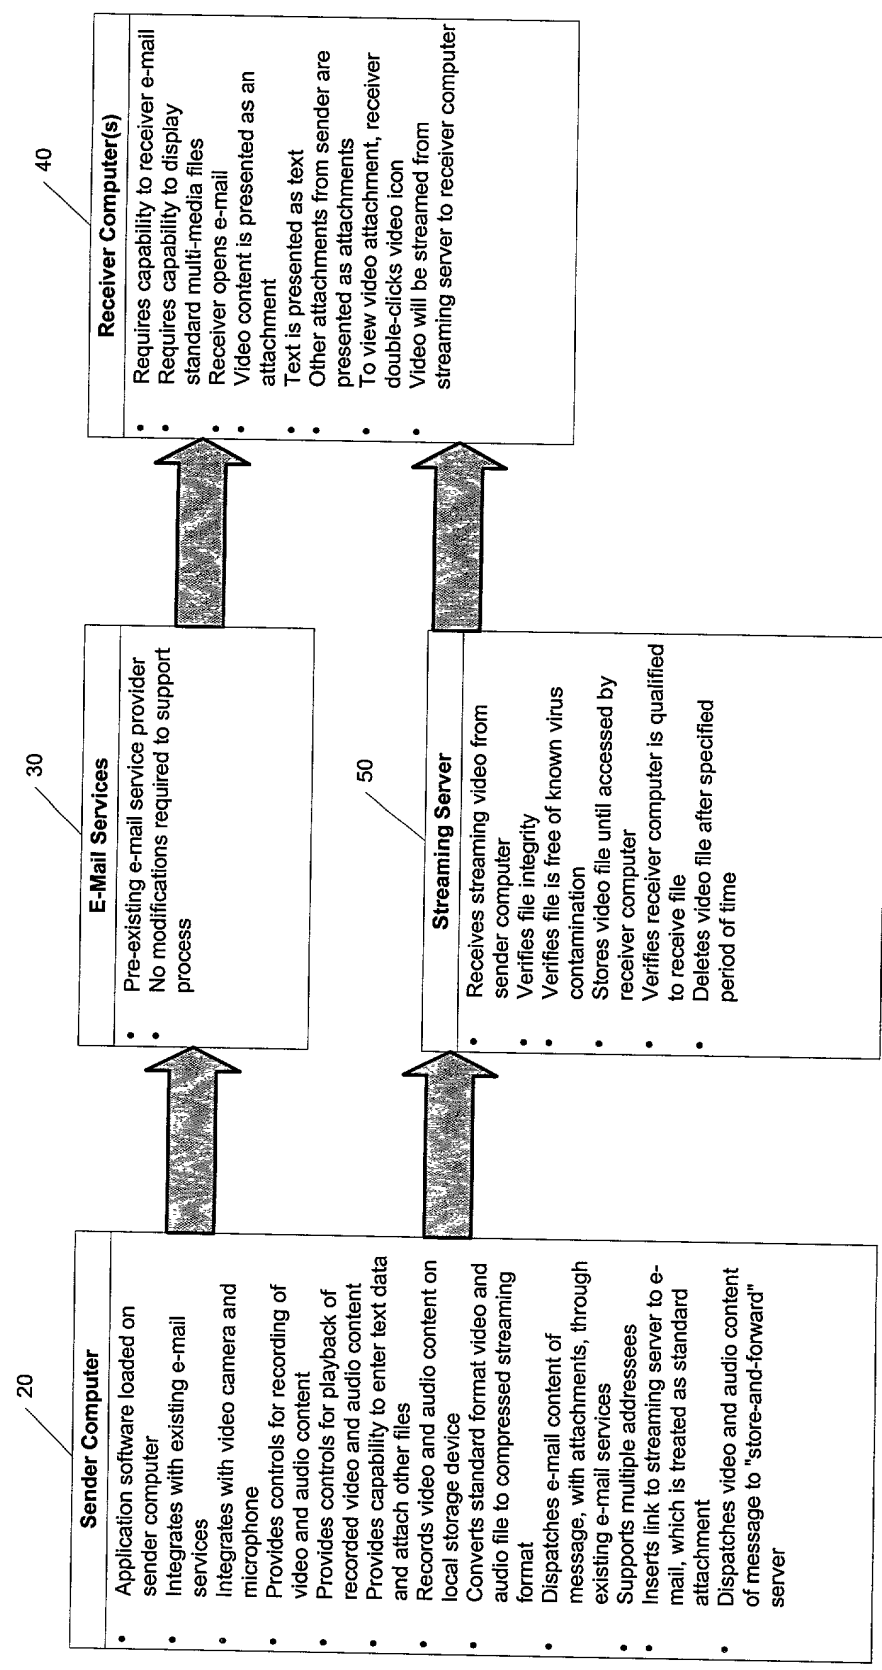 20
Sender Computer
• Application software loaded on
sender computer
• Integrates with existing e-mail
services
• Integrates with video camera and
microphone
• Provides controls for recording of
video and audio content
• Provides controls for playback of
recorded video and audio content
• Provides capability to enter text data
and attach other files
• Records video and audio content on
local storage device
• Converts standard format video and
audio file to compressed streaming
format
• Dispatches e-mail content of
message, with attachments, through
existing e-mail services
• Supports multiple addressees
• Inserts link to streaming server to e-
mail, which is treated as standard
attachment
• Dispatches video and audio content
of message to "store-and-forward"
server
30
E-Mail Services
• Pre-existing e-mail service provider
• No modifications required to support
process
50
Streaming Server
• Receives streaming video from
sender computer
• Verifies file integrity
• Verifies file is free of known virus
contamination
• Stores video file until accessed by
receiver computer
• Verifies receiver computer is qualified
to receive file
• Deletes video file after specified
period of time
40
Receiver Computer(s)
• Requires capability to receiver e-mail
• Requires capability to display
standard multi-media files
• Receiver opens e-mail
• Video content is presented as an
attachment
• Text is presented as text
• Other attachments from sender are
presented as attachments
• To view video attachment, receiver
double-clicks video icon
• Video will be streamed from
streaming server to receiver computer